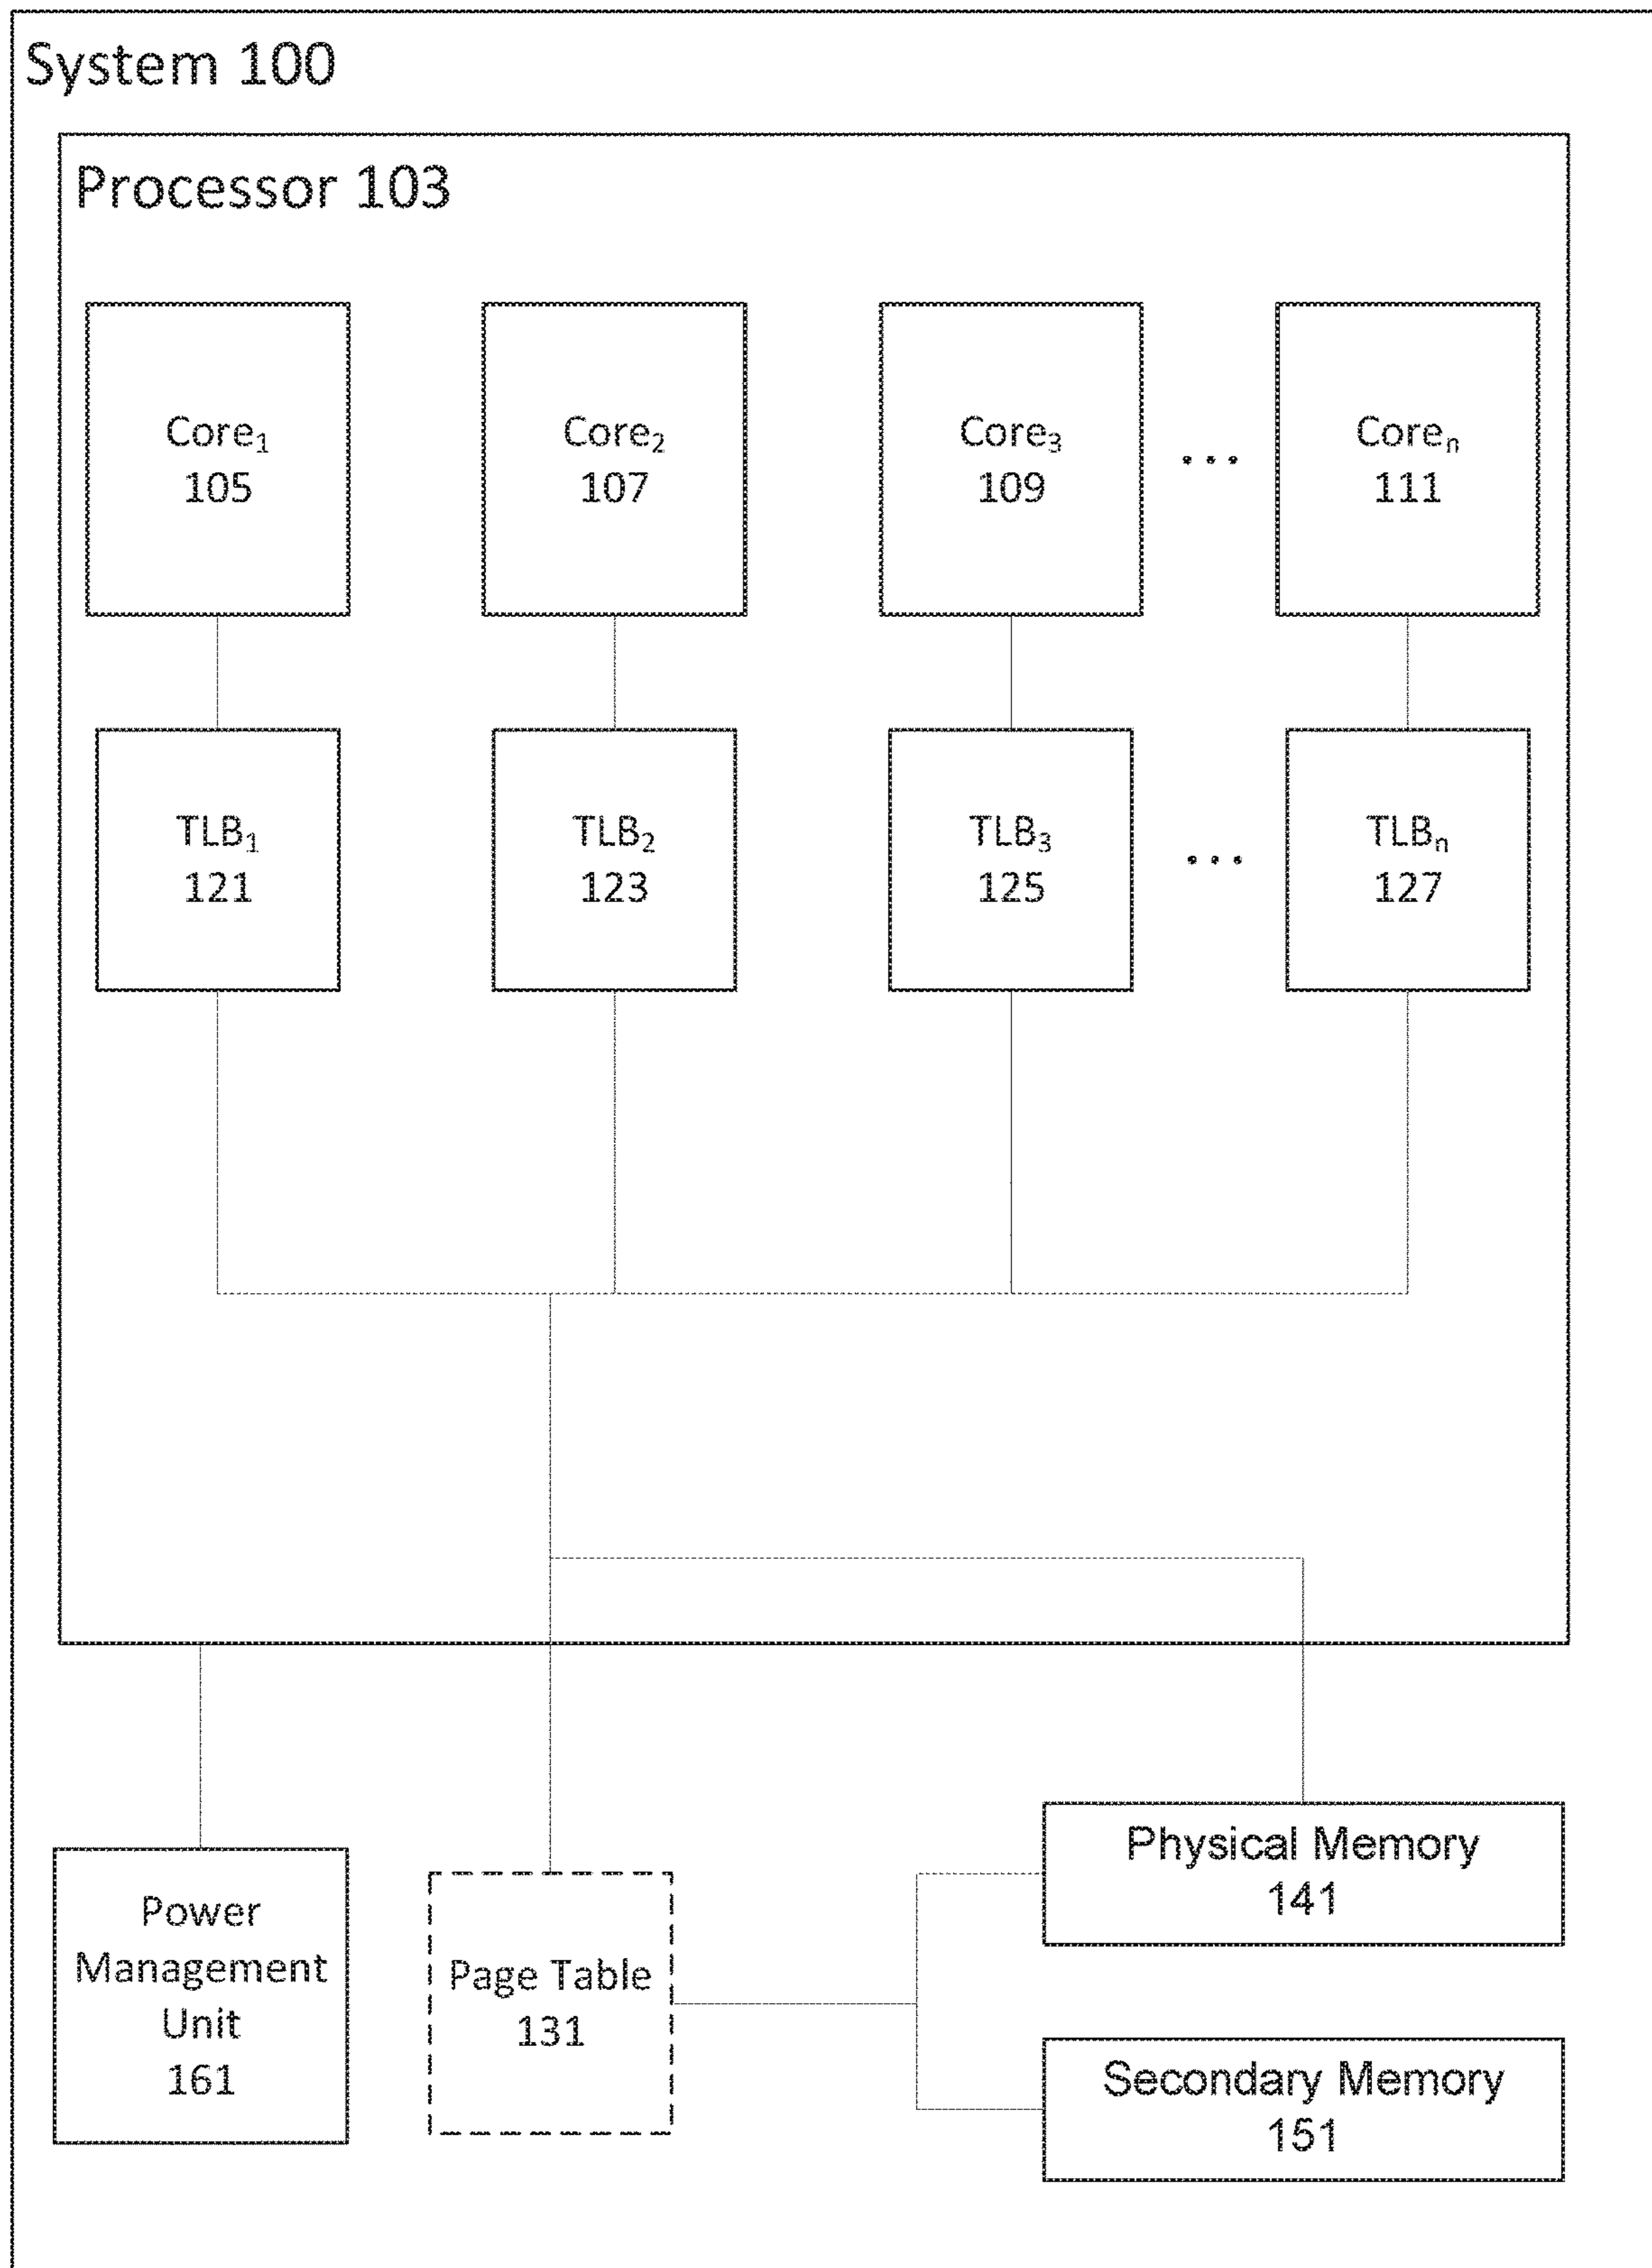 System 100
Processor 103
Core₁
105
Core₂
107
Core₃
109
...
Coreₙ
111
TLB₁
121
TLB₂
123
TLB₃
125
...
TLBₙ
127
Power
Management
Unit
161
Page Table
131
Physical Memory
141
Secondary Memory
151